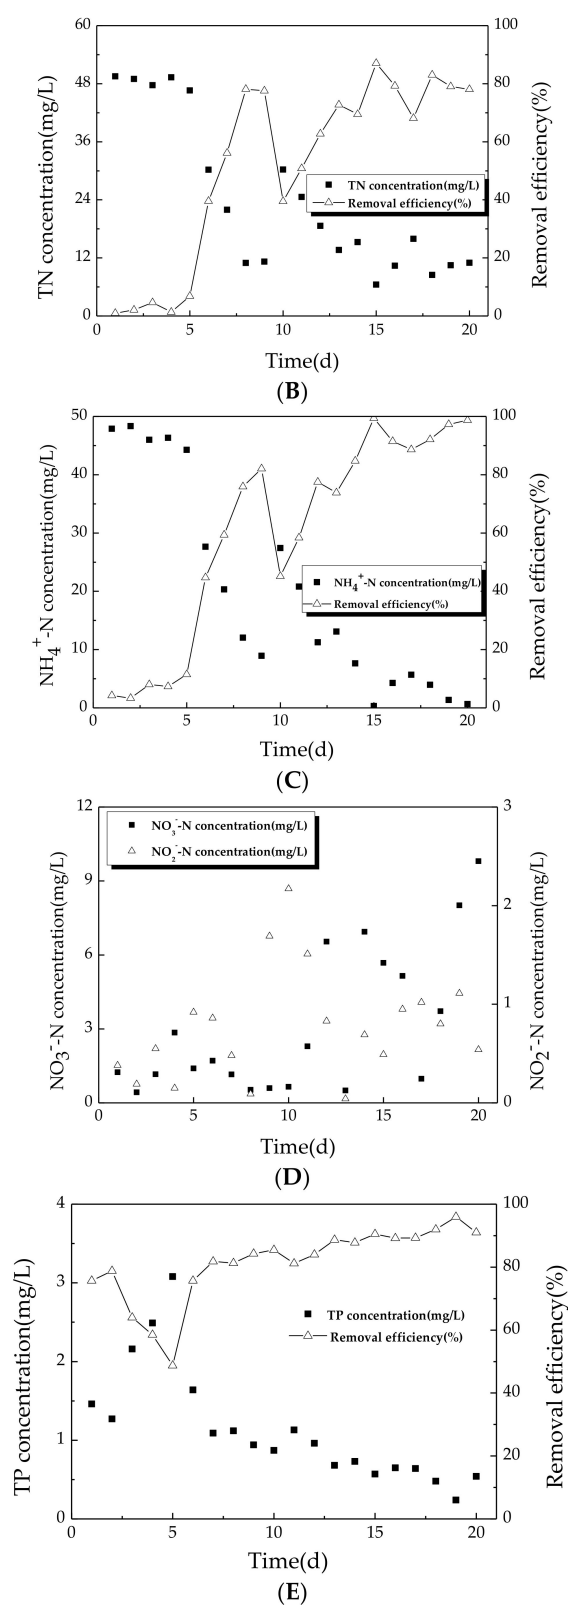 60
100
48
80
36
60
24
40
12
20
0
0
0
5
10
15
20
TN concentration(mg/L)
Removal efficiency(%)
TN concentration(mg/L)
Removal efficiency(%)
Time(d)
(B)
50
100
40
80
30
60
20
40
10
20
0
0
0
5
10
15
20
NH4+-N concentration(mg/L)
Removal efficiency(%)
NH4+-N concentration(mg/L)
Removal efficiency(%)
Time(d)
(C)
12
3
9
2
6
1
3
0
0
0
5
10
15
20
NO3--N concentration(mg/L)
NO2--N concentration(mg/L)
NO3--N concentration(mg/L)
NO2--N concentration(mg/L)
Time(d)
(D)
4
100
3
80
2
60
1
40
0
20
0
0
5
10
15
20
TP concentration(mg/L)
Removal efficiency(%)
TP concentration(mg/L)
Removal efficiency(%)
Time(d)
(E)